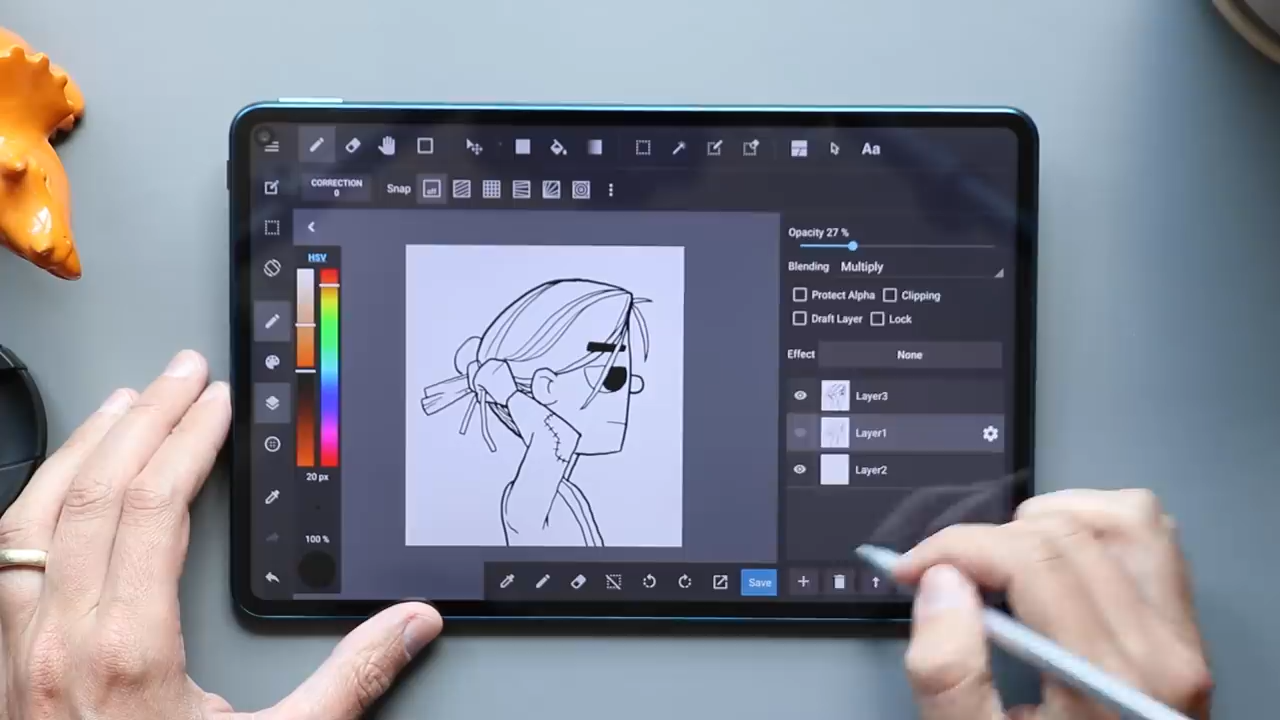 Aa
CORRECTION
0
Snap
HSV
20 px
100 %
Opacity 27 %
Blending Multiply
Protect Alpha Clipping
Draft Layer Lock
Effect None
Layer3
Layer1
Layer2
Save